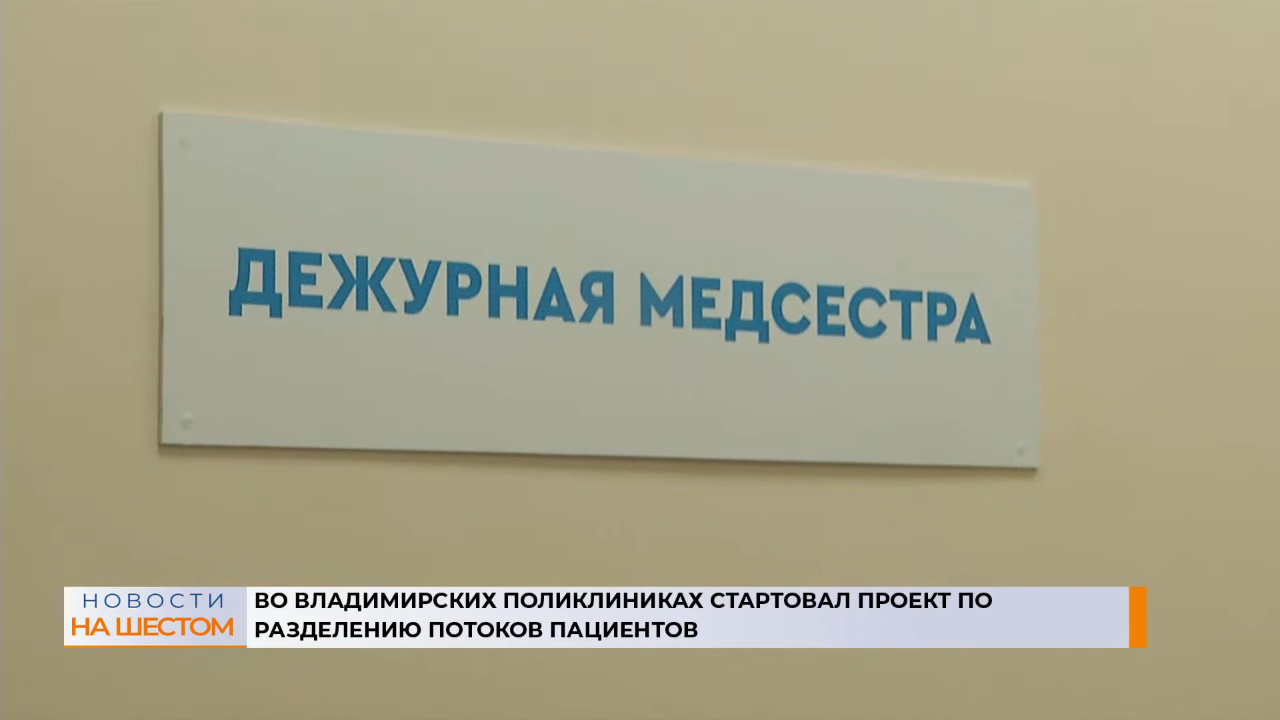 ДЕЖУРНАЯ МЕДСЕСТРА
НОВОСТИ
НА ШЕСТОМ
ВО ВЛАДИМИРСКИХ ПОЛИКЛИНИКАХ СТАРТОВАЛ ПРОЕКТ ПО
РАЗДЕЛЕНИЮ ПОТОКОВ ПАЦИЕНТОВ